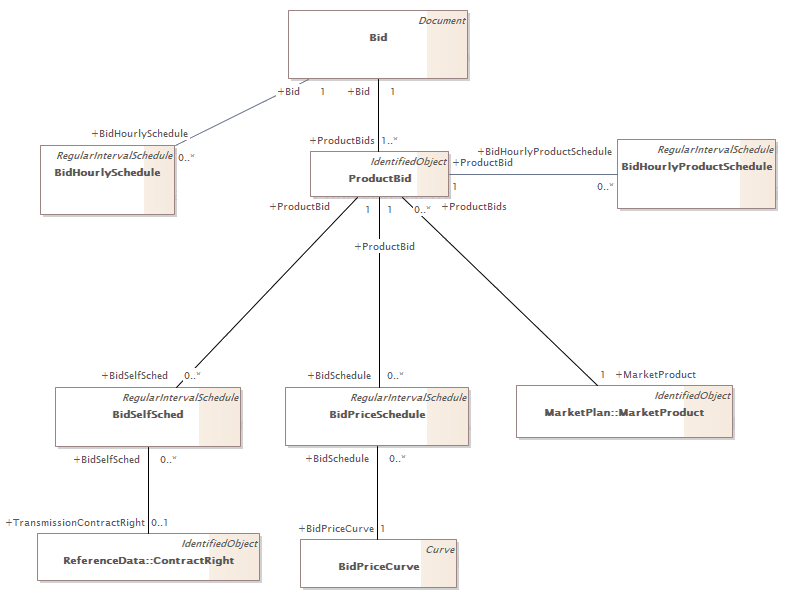 Document
Bid
+Bid 1 +Bid 1
+BidHourlySchedule
0..*
+ProductBids 1..*
RegularIntervalSchedule
BidHourlySchedule
IdentifiedObject
ProductBid
+BidHourlyProductSchedule
+ProductBid
1 0..*
RegularIntervalSchedule
BidHourlyProductSchedule
+ProductBid 1 1 0..* +ProductBids
+ProductBid
+BidSelfSched 0..*
+BidSchedule 0..*
1 +MarketProduct
RegularIntervalSchedule
BidSelfSched
RegularIntervalSchedule
BidPriceSchedule
IdentifiedObject
MarketPlan::MarketProduct
+BidSelfSched 0..*
+BidSchedule 0..*
+TransmissionContractRight 0..1
+BidPriceCurve 1
IdentifiedObject
ReferenceData::ContractRight
Curve
BidPriceCurve